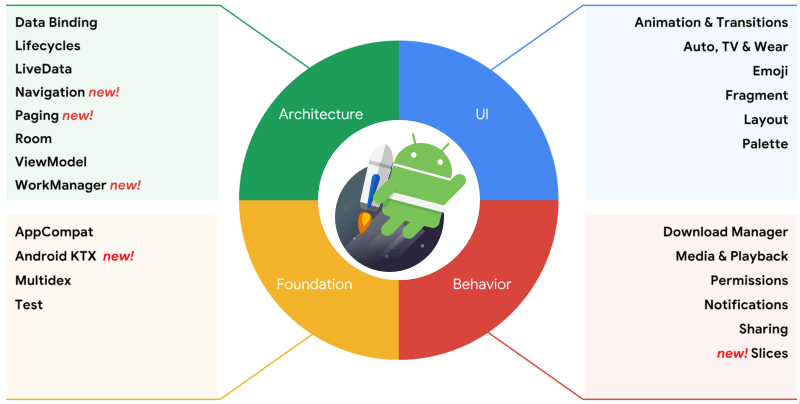 Data Binding
Lifecycles
LiveData
Navigation new!
Paging new!
Room
ViewModel
WorkManager new!
Architecture
UI
Animation & Transitions
Auto, TV & Wear
Emoji
Fragment
Layout
Palette
AppCompat
Android KTX new!
Multidex
Test
Foundation
Behavior
Download Manager
Media & Playback
Permissions
Notifications
Sharing
new! Slices